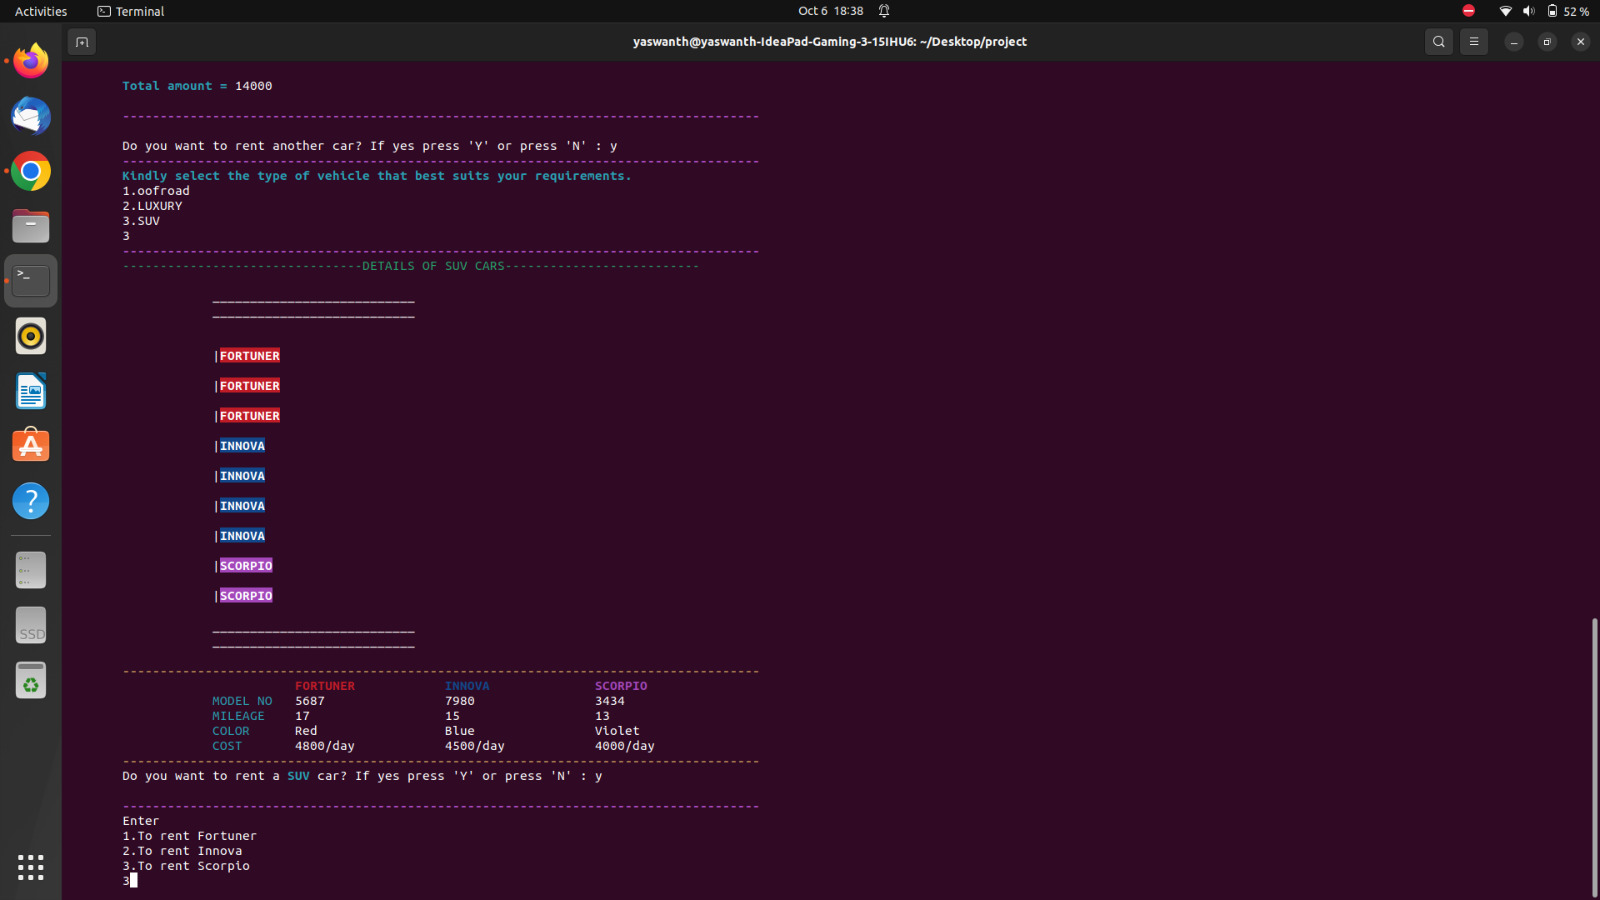 Activities Terminal Oct 6 18:38 52 %
yaswanth@yaswanth-IdeaPad-Gaming-3-15IHU6: ~/Desktop/project
Total amount = 14000
-------------------------------------------------------------------------------------
Do you want to rent another car? If yes press 'Y' or press 'N' : y
-------------------------------------------------------------------------------------
Kindly select the type of vehicle that best suits your requirements.
1.oofroad
2.LUXURY
3.SUV
3
-------------------------------------------------------------------------------------
--------------------------------DETAILS OF SUV CARS--------------------------
___________________________
___________________________
|FORTUNER
|FORTUNER
|FORTUNER
|INNOVA
|INNOVA
|INNOVA
|INNOVA
|SCORPIO
|SCORPIO
___________________________
___________________________
-------------------------------------------------------------------------------------
FORTUNER INNOVA SCORPIO
MODEL NO 5687 7980 3434
MILEAGE 17 15 13
COLOR Red Blue Violet
COST 4800/day 4500/day 4000/day
-------------------------------------------------------------------------------------
Do you want to rent a SUV car? If yes press 'Y' or press 'N' : y
-------------------------------------------------------------------------------------
Enter
1.To rent Fortuner
2.To rent Innova
3.To rent Scorpio
3
SSD